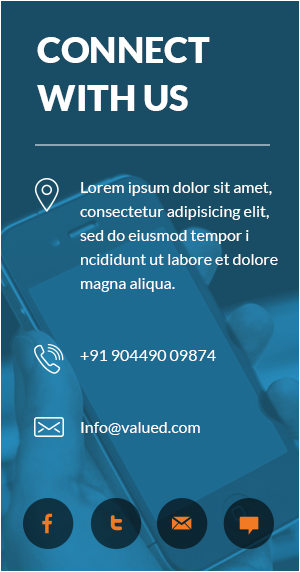 CONNECT
WITH US
Lorem ipsum dolor sit amet,
consectetur adipisicing elit,
sed do eiusmod tempor i
ncididunt ut labore et dolore
magna aliqua.
+91 904490 09874
Info@valued.com